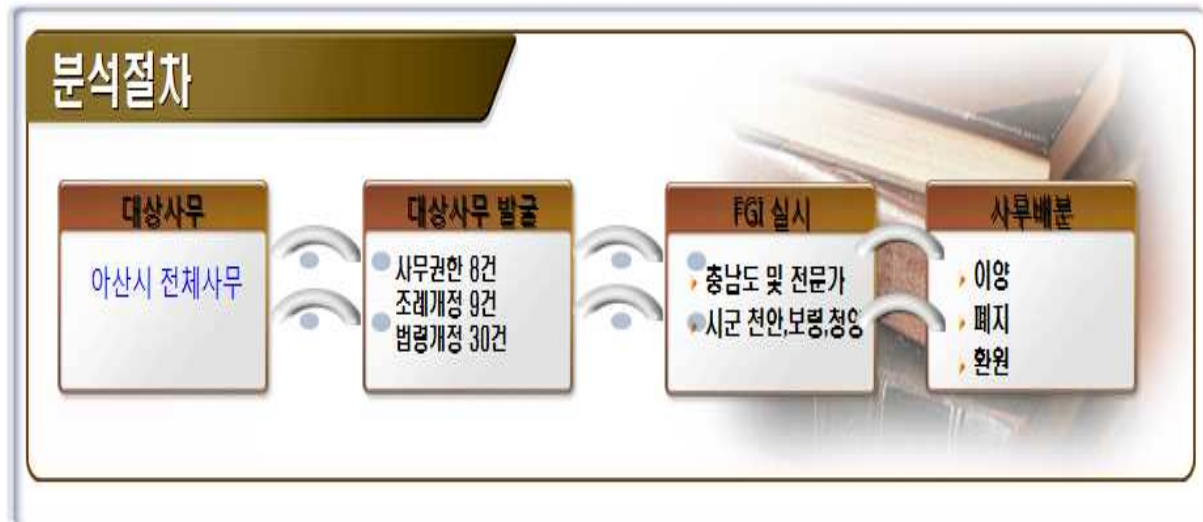 분석절차
대상사무
아산시 전체사무
대상사무 발굴
사무권한 8건
조례개정 9건
법령개정 30건
FGI 실시
충남도 및 전문가
시군 천안,보령,청양
사무배분
이양
폐지
환원